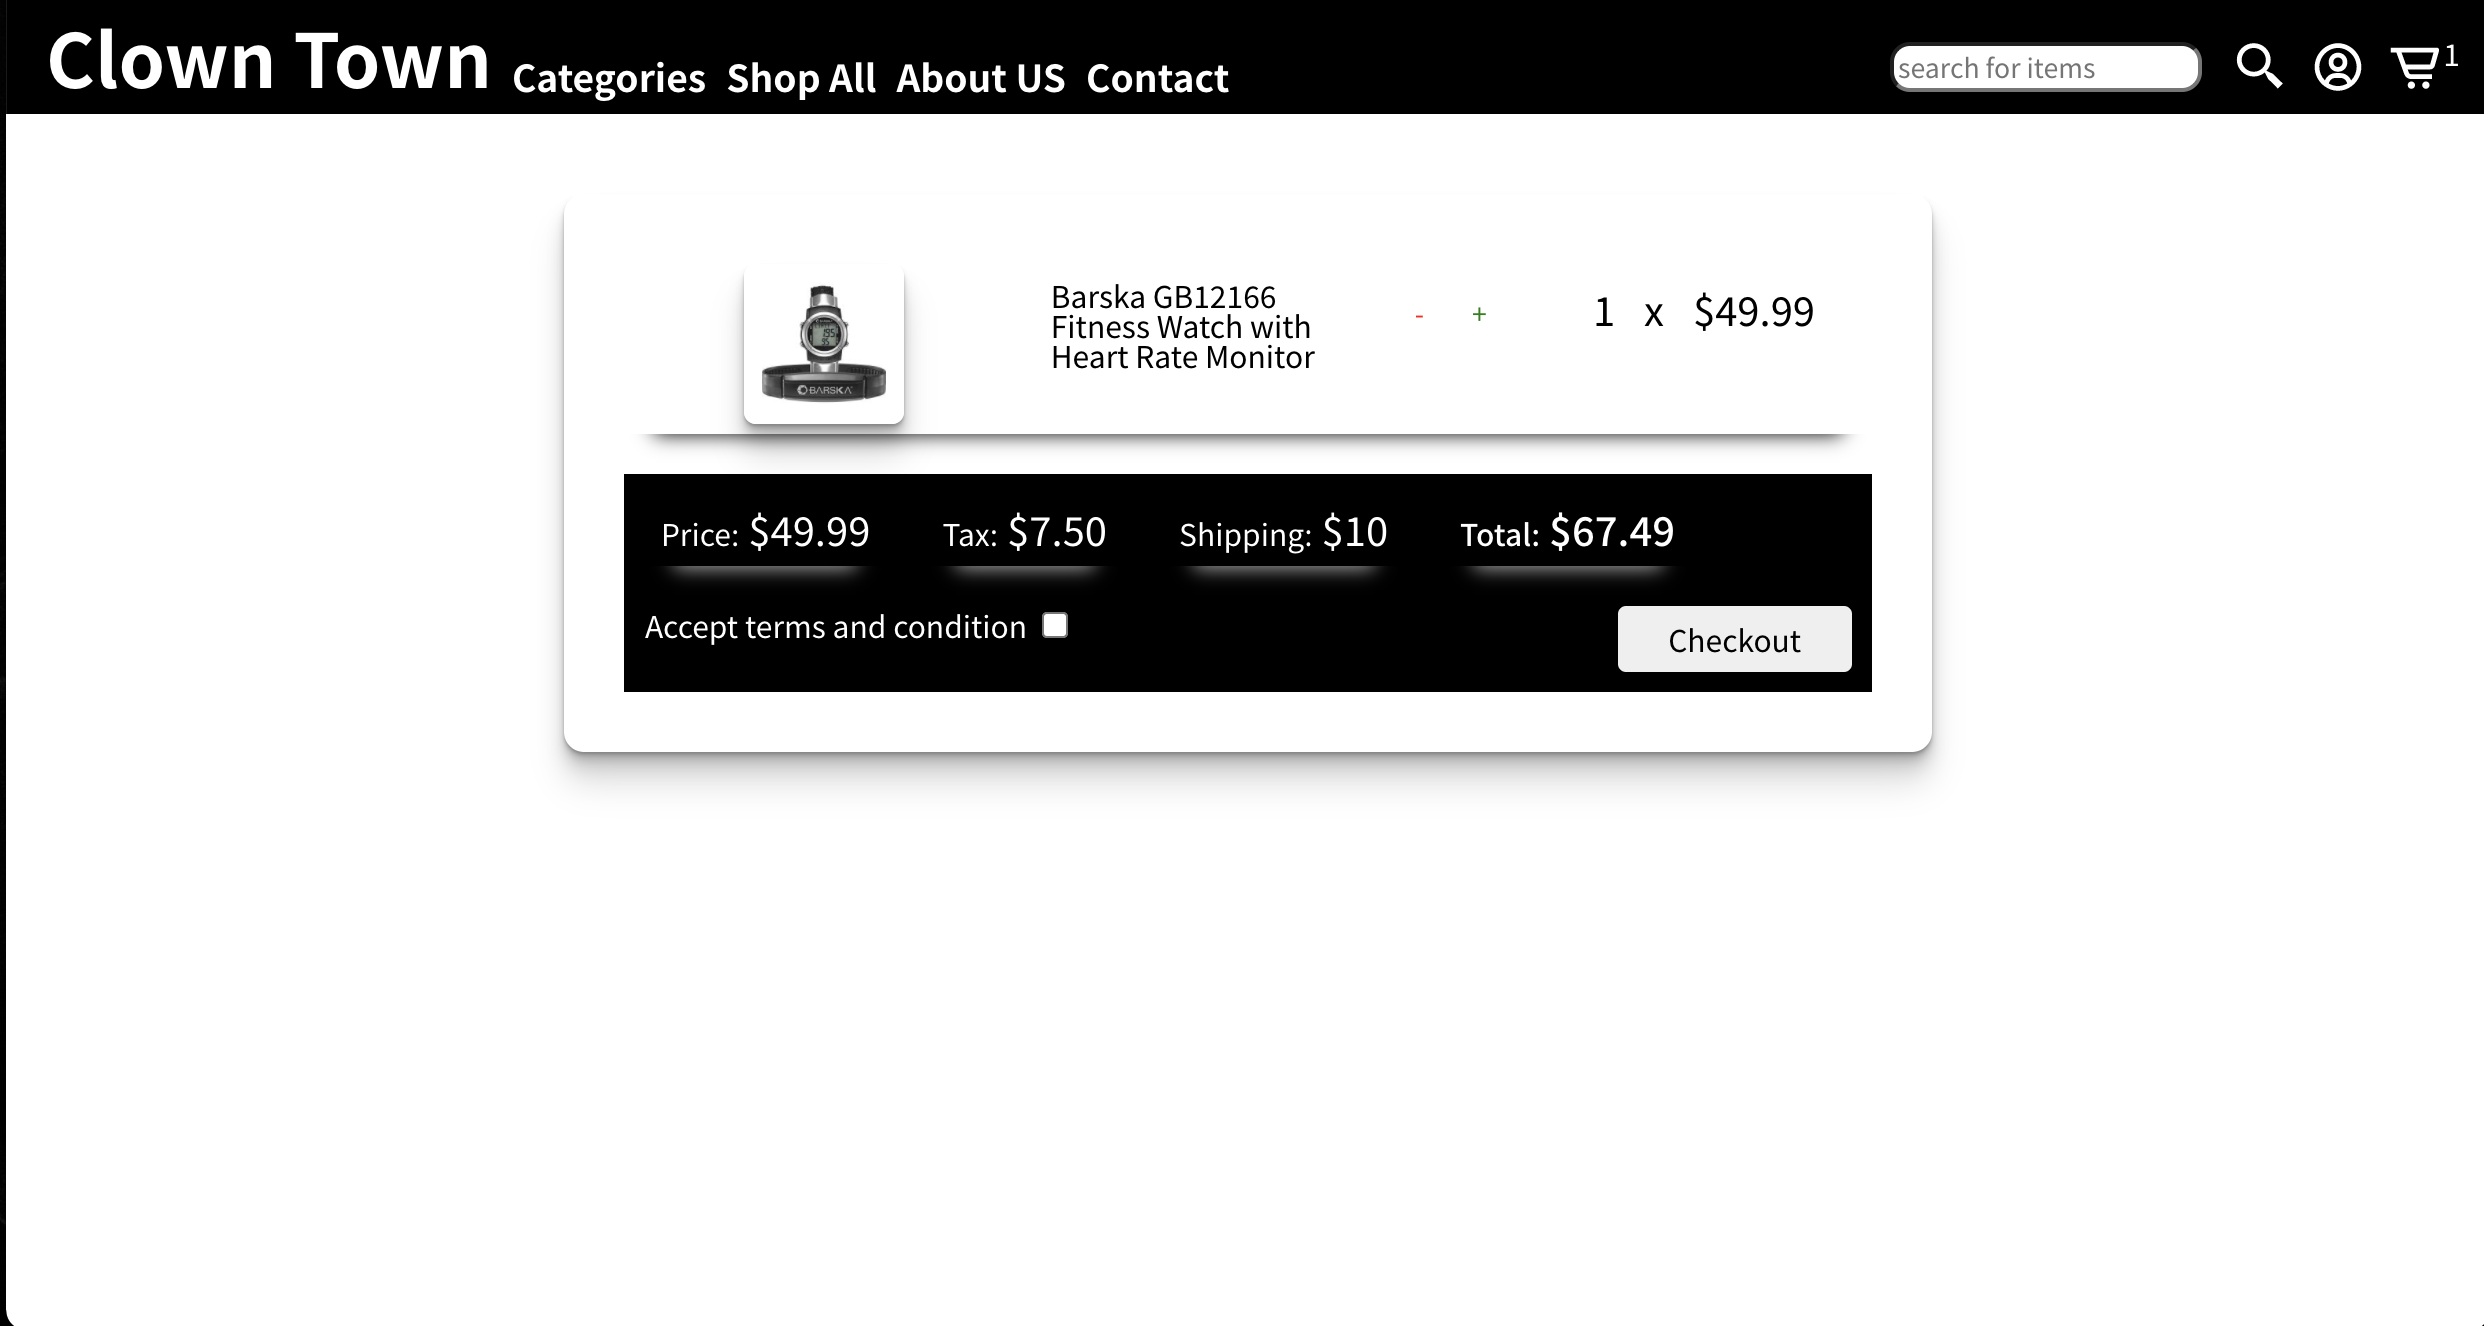 Clown Town Categories Shop All About US Contact search for items 1
Barska GB12166
Fitness Watch with
Heart Rate Monitor
- + 1 x $49.99
BARSKA
Price: $49.99 Tax: $7.50 Shipping: $10 Total: $67.49
Accept terms and condition
Checkout